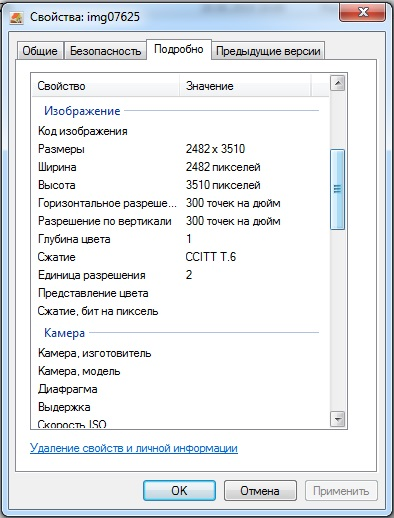 Свойства: img07625
Общие Безопасность Подробно Предыдущие версии
Свойство Значение
Изображение
Код изображения
Размеры 2482 x 3510
Ширина 2482 пикселей
Высота 3510 пикселей
Горизонтальное разреше... 300 точек на дюйм
Разрешение по вертикали 300 точек на дюйм
Глубина цвета 1
Сжатие CCITT T.6
Единица разрешения 2
Представление цвета
Сжатие, бит на пиксель
Камера
Камера, изготовитель
Камера, модель
Диафрагма
Выдержка
Скорость ISO
Удаление свойств и личной информации
OK Отмена Применить